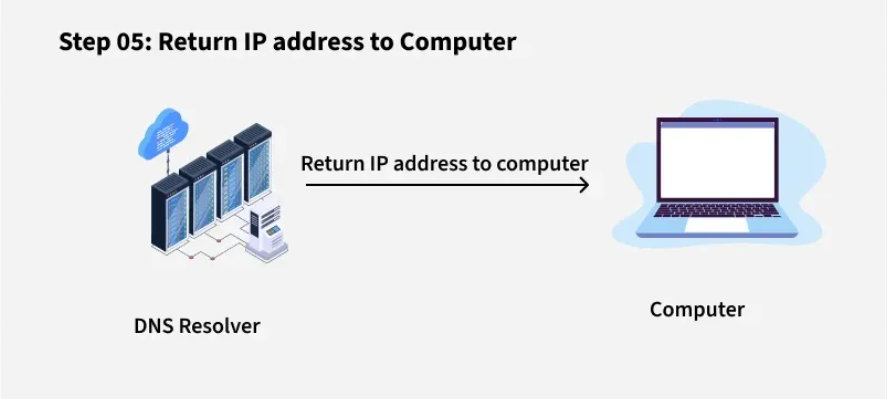 Step 05: Return IP address to Computer
Return IP address to computer
DNS Resolver
Computer